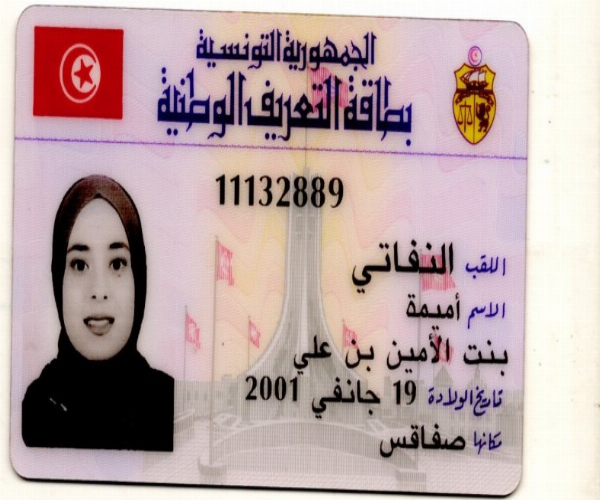 الجمهورية التونسية
بطاقة التعريف الوطنية
11132889
اللقب النفاتي
الاسم أميمة
بنت الأمين بن علي
تاريخ الولادة 19 جانفي 2001
مكانها صفاقس